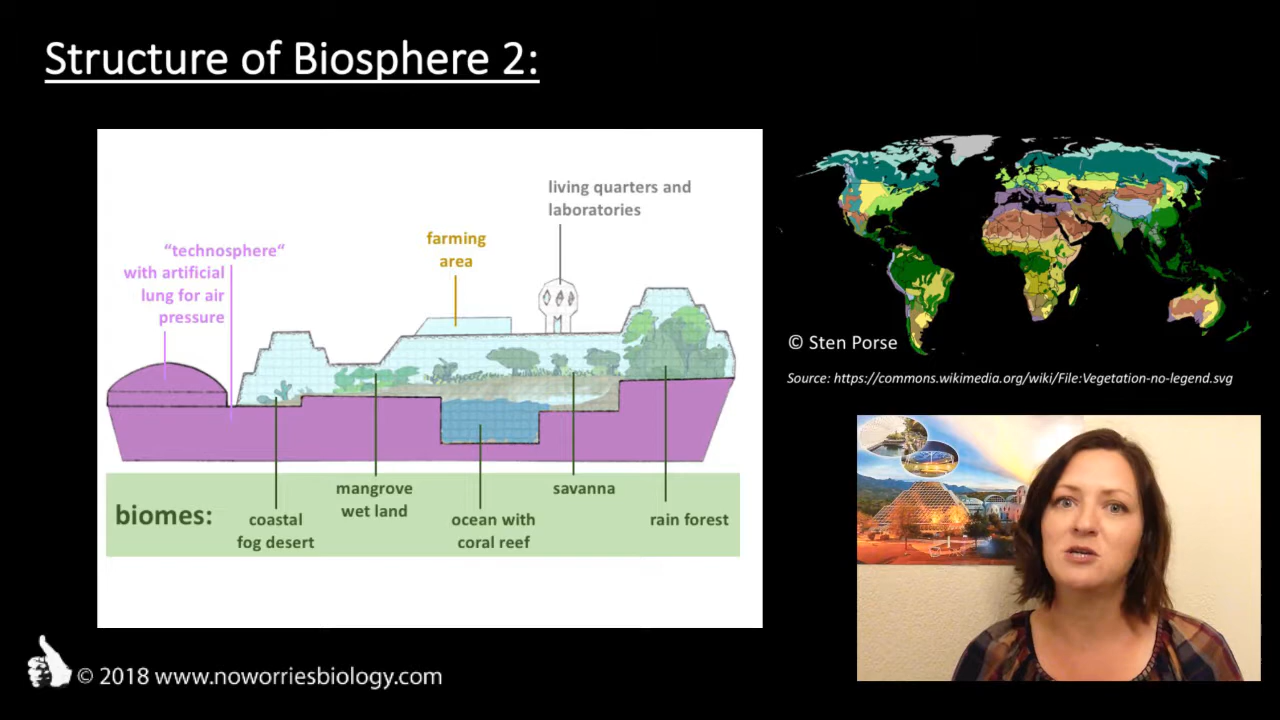 Structure of Biosphere 2:
living quarters and
laboratories
farming
area
“technosphere“
with artificial
lung for air
pressure
biomes:
coastal
fog desert
mangrove
wet land
ocean with
coral reef
savanna
rain forest
© Sten Porse
Source: https://commons.wikimedia.org/wiki/File:Vegetation-no-legend.svg
© 2018 www.noworriesbiology.com